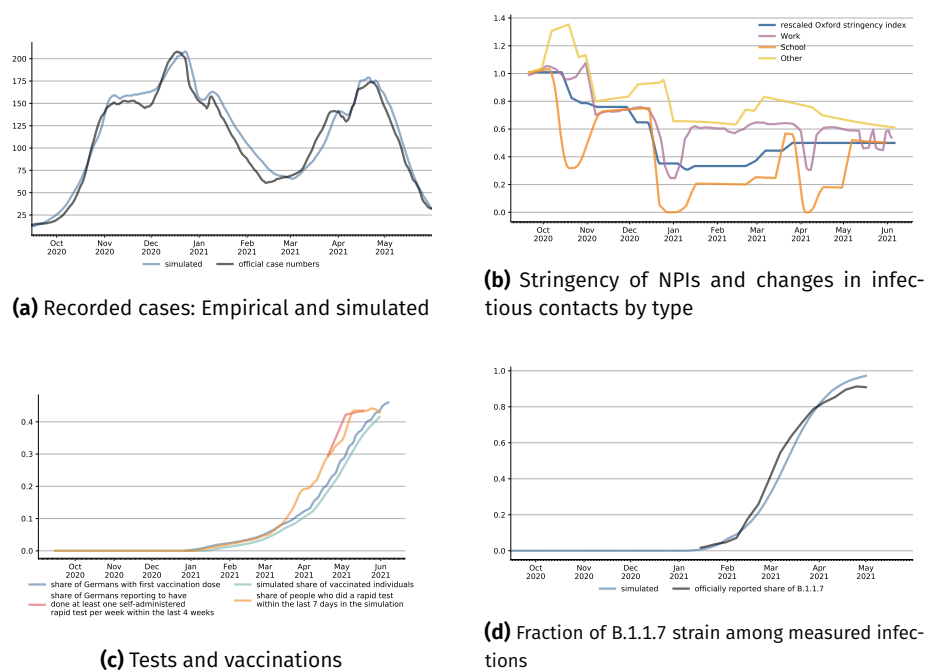 200
175
150
125
100
75
50
25
Oct
2020
Nov
2020
Dec
2020
Jan
2021
Feb
2021
Mar
2021
Apr
2021
May
2021
simulated
official case numbers
(a) Recorded cases: Empirical and simulated
1.4
1.2
1.0
0.8
0.6
0.4
0.2
0.0
rescaled Oxford stringency index
Work
School
Other
Oct
2020
Nov
2020
Dec
2020
Jan
2021
Feb
2021
Mar
2021
Apr
2021
May
2021
Jun
2021
(b) Stringency of NPIs and changes in infec-
tious contacts by type
0.4
0.3
0.2
0.1
0.0
Oct
2020
Nov
2020
Dec
2020
Jan
2021
Feb
2021
Mar
2021
Apr
2021
May
2021
Jun
2021
share of Germans with first vaccination dose
share of Germans reporting to have
done at least one self-administered
rapid test per week within the last 4 weeks
simulated share of vaccinated individuals
share of people who did a rapid test
within the last 7 days in the simulation
(c) Tests and vaccinations
1.0
0.8
0.6
0.4
0.2
0.0
Oct
2020
Nov
2020
Dec
2020
Jan
2021
Feb
2021
Mar
2021
Apr
2021
May
2021
simulated
officially reported share of B.1.1.7
(d) Fraction of B.1.1.7 strain among measured infec-
tions